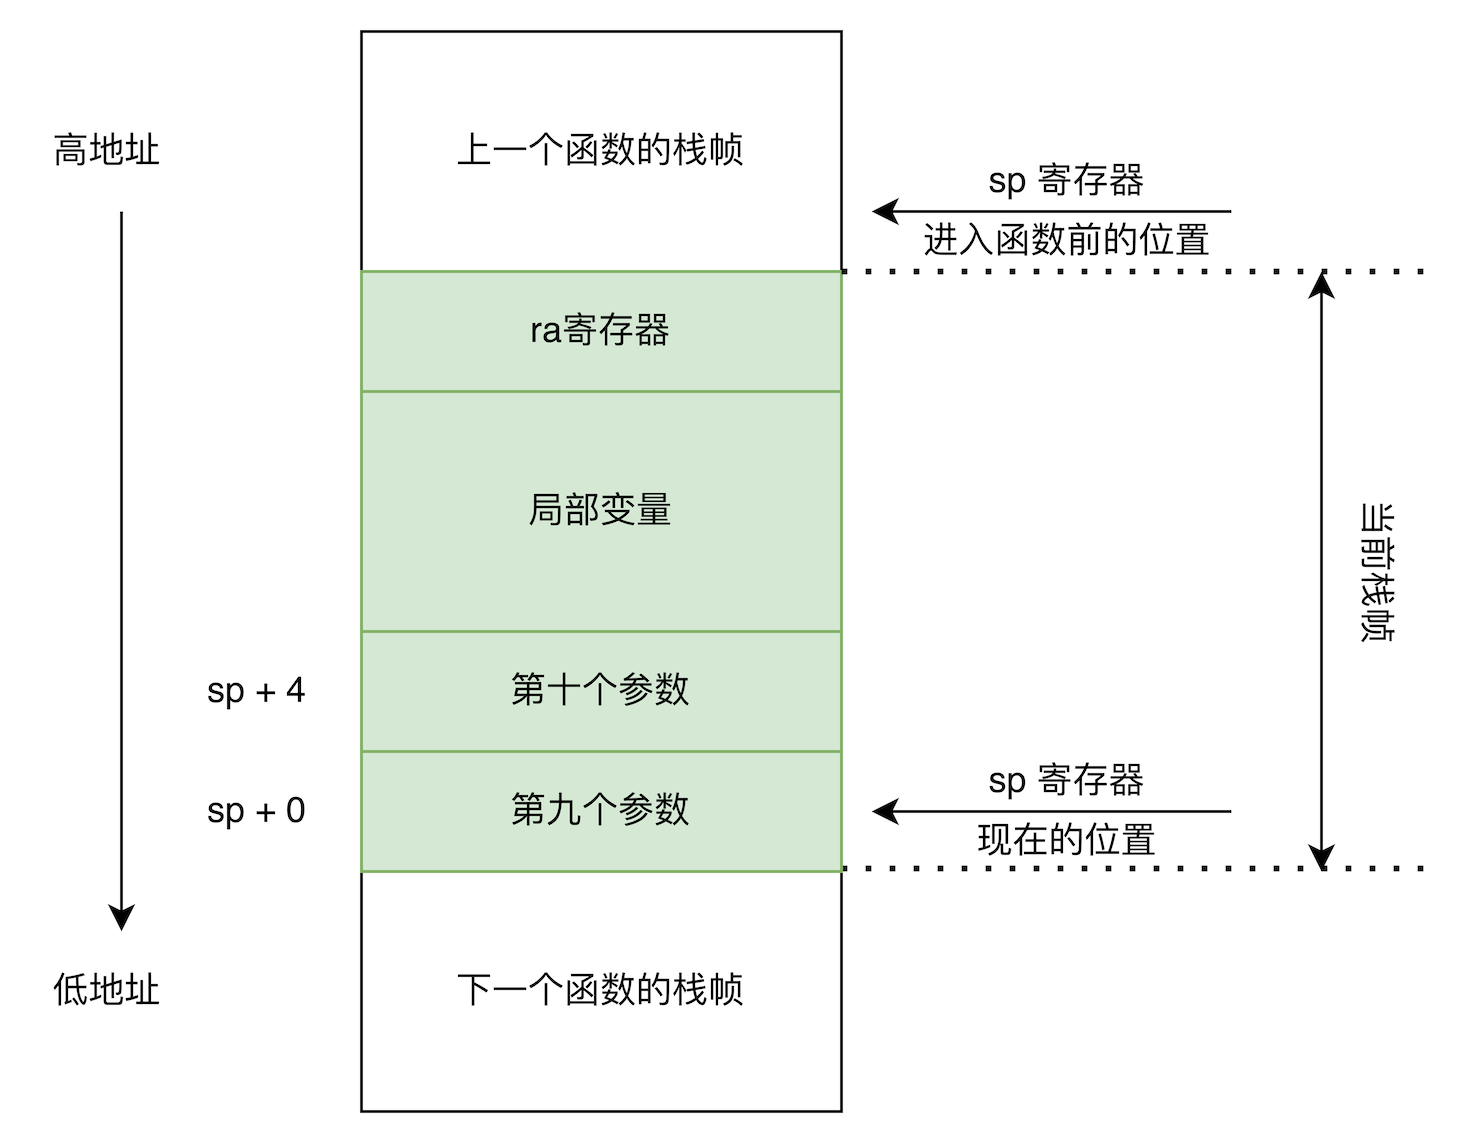 高地址
上一个函数的栈帧
sp 寄存器
进入函数前的位置
ra寄存器
局部变量
当前栈帧
sp + 4
第十个参数
sp + 0
第九个参数
sp 寄存器
现在的位置
低地址
下一个函数的栈帧